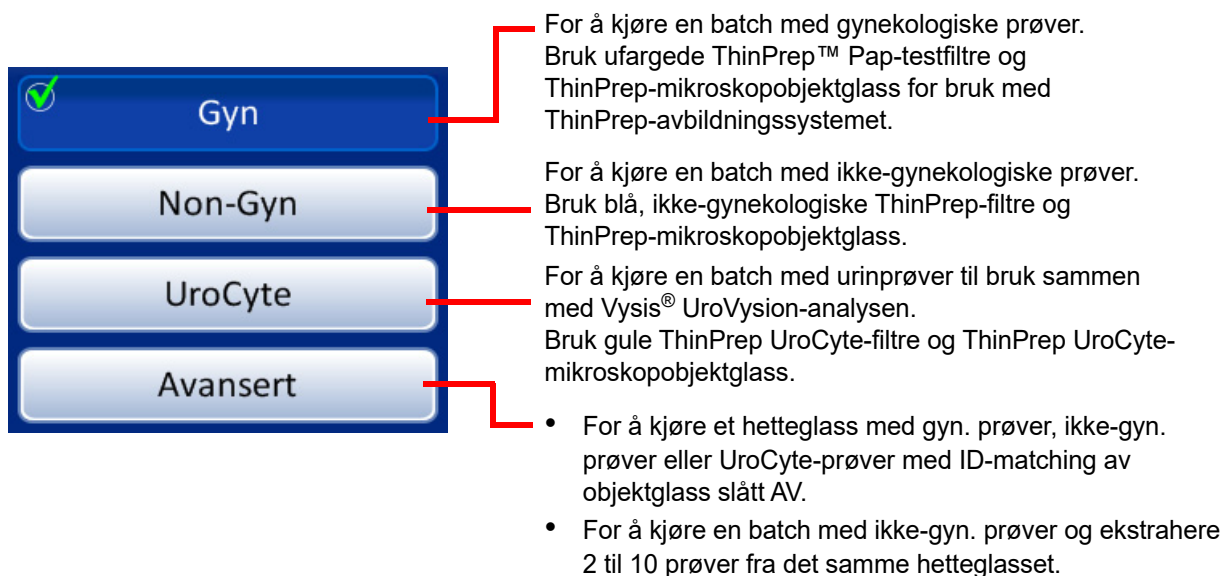 Gyn
For å kjøre en batch med gynekologiske prøver.
Bruk ufargede ThinPrep™ Pap-testfiltre og
ThinPrep-mikroskopobjektglass for bruk med
ThinPrep-avbildningssystemet.
Non-Gyn
For å kjøre en batch med ikke-gynekologiske prøver.
Bruk blå, ikke-gynekologiske ThinPrep-filtre og
ThinPrep-mikroskopobjektglass.
UroCyte
For å kjøre en batch med urinprøver til bruk sammen
med Vysis® UroVysion-analysen.
Bruk gule ThinPrep UroCyte-filtre og ThinPrep UroCyte-
mikroskopobjektglass.
Avansert
• For å kjøre et hetteglass med gyn. prøver, ikke-gyn.
prøver eller UroCyte-prøver med ID-matching av
objektglass slått AV.
• For å kjøre en batch med ikke-gyn. prøver og ekstrahere
2 til 10 prøver fra det samme hetteglasset.